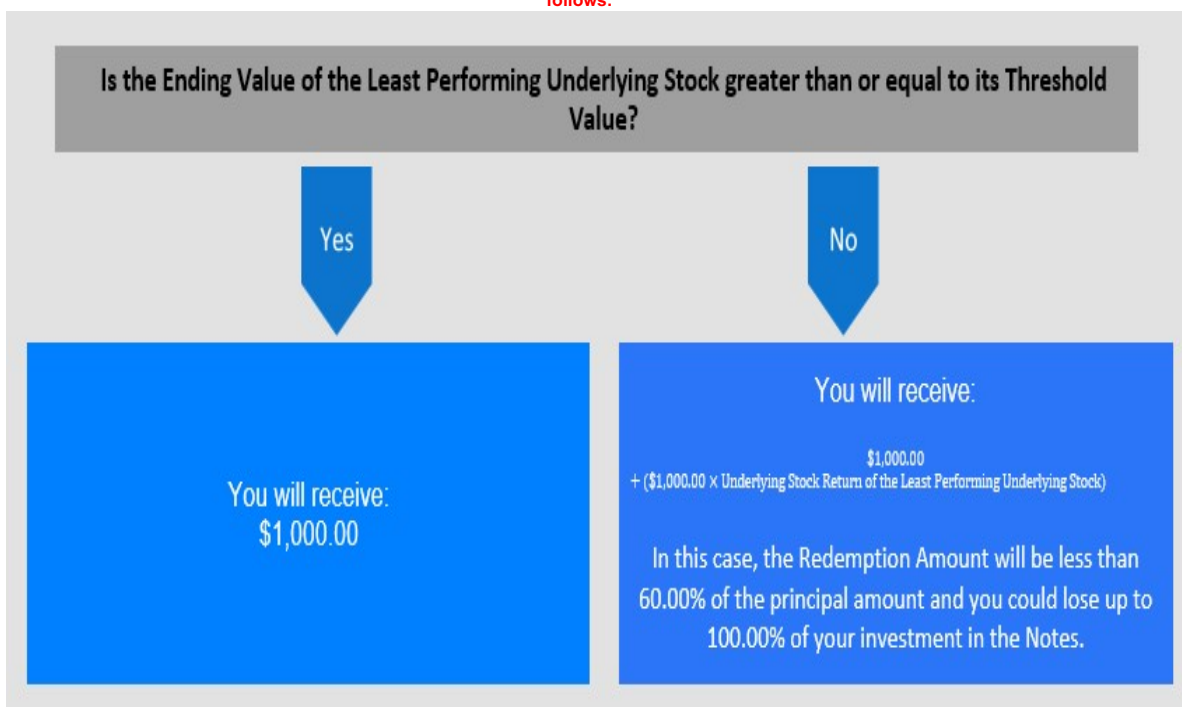 follows:
Is the Ending Value of the Least Performing Underlying Stock greater than or equal to its Threshold
Value?
Yes
No
You will receive:
$1,000.00
You will receive:
$1,000.00
+ ($1,000.00 × Underlying Stock Return of the Least Performing Underlying Stock)
In this case, the Redemption Amount will be less than
60.00% of the principal amount and you could lose up to
100.00% of your investment in the Notes.